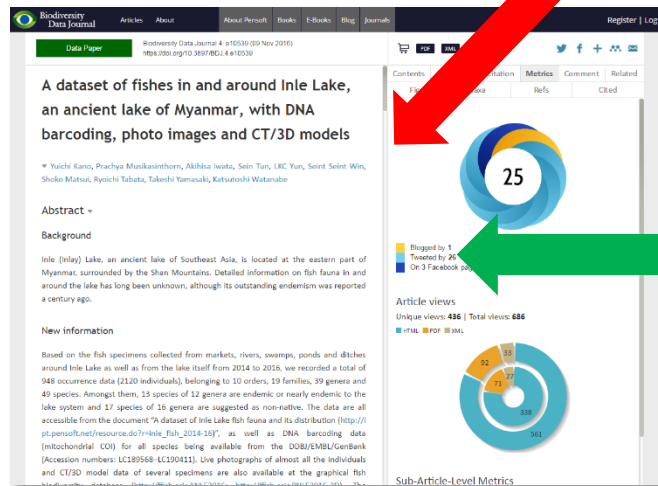 Biodiversity
Data Journal
Articles About About Pensoft Books E-Books Blog Journals Register | Log
Data Paper
Biodiversity Data Journal 4: e10539 (09 Nov 2016)
https://doi.org/10.3897/BDJ.4.e10539
A dataset of fishes in and around Inle Lake,
an ancient lake of Myanmar, with DNA
barcoding, photo images and CT/3D models
Yuichi Kano, Prachya Musikasinthorn, Akihisa Iwata, Sein Tun, LKC Yun, Seint Seint Win,
Shoko Matsui, Ryoichi Tabata, Takeshi Yamasaki, Katsutoshi Watanabe
Abstract
Background
Inle (Inlay) Lake, an ancient lake of Southeast Asia, is located at the eastern part of
Myanmar, surrounded by the Shan Mountains. Detailed information on fish fauna in and
around the lake has long been unknown, although its outstanding endemism was reported
a century ago.
New information
Based on the fish specimens collected from markets, rivers, swamps, ponds and ditches
around Inle Lake as well as from the lake itself from 2014 to 2016, we recorded a total of
948 occurrence data (2120 individuals), belonging to 10 orders, 19 families, 39 genera and
49 species. Amongst them, 13 species of 12 genera are endemic or nearly endemic to the
lake system and 17 species of 16 genera are suggested as non-native. The data are all
accessible from the document "A dataset of Inle Lake fish fauna and its distribution (http://i
pt.pensoft.net/resource.do?r=inle_fish_2014-16)", as well as DNA barcoding data
(mitochondrial COI) for all species being available from the DDBJ/EMBL/GenBank
(Accession numbers: LC189568–LC190411). Live photographs of almost all the individuals
and CT/3D model data of several specimens are also available at the graphical fish
PDF XML
Contents Metrics Comment Related
Refs Cited
25
Blogged by 1
Tweeted by 26
On 3 Facebook
Article views
Unique views: 436 | Total views: 686
HTML PDF XML
92 33
71 27
338
561
Sub-Article-Level Metrics